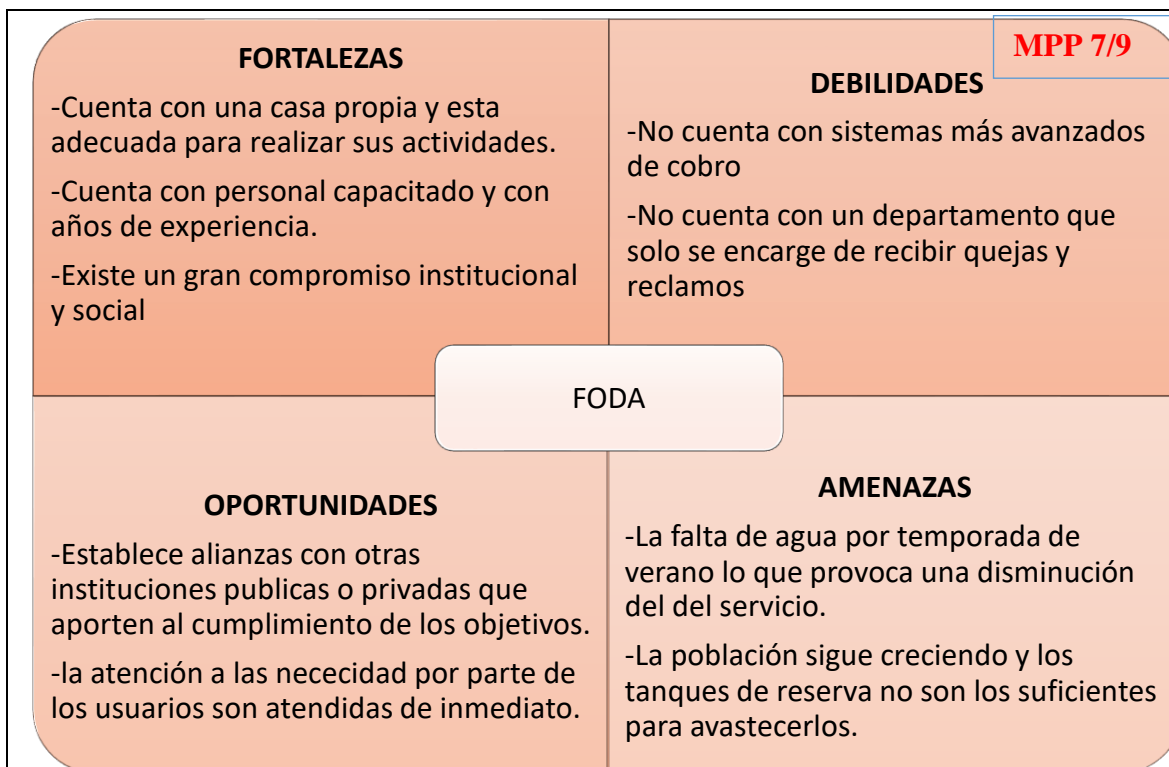 MPP 7/9
FORTALEZAS
-Cuenta con una casa propia y esta
adecuada para realizar sus actividades.
-Cuenta con personal capacitado y con
años de experiencia.
-Existe un gran compromiso institucional
y social
DEBILIDADES
-No cuenta con sistemas más avanzados
de cobro
-No cuenta con un departamento que
solo se encarge de recibir quejas y
reclamos
FODA
OPORTUNIDADES
-Establece alianzas con otras
instituciones publicas o privadas que
aporten al cumplimiento de los objetivos.
-la atención a las nececidad por parte de
los usuarios son atendidas de inmediato.
AMENAZAS
-La falta de agua por temporada de
verano lo que provoca una disminución
del del servicio.
-La población sigue creciendo y los
tanques de reserva no son los suficientes
para avastecerlos.